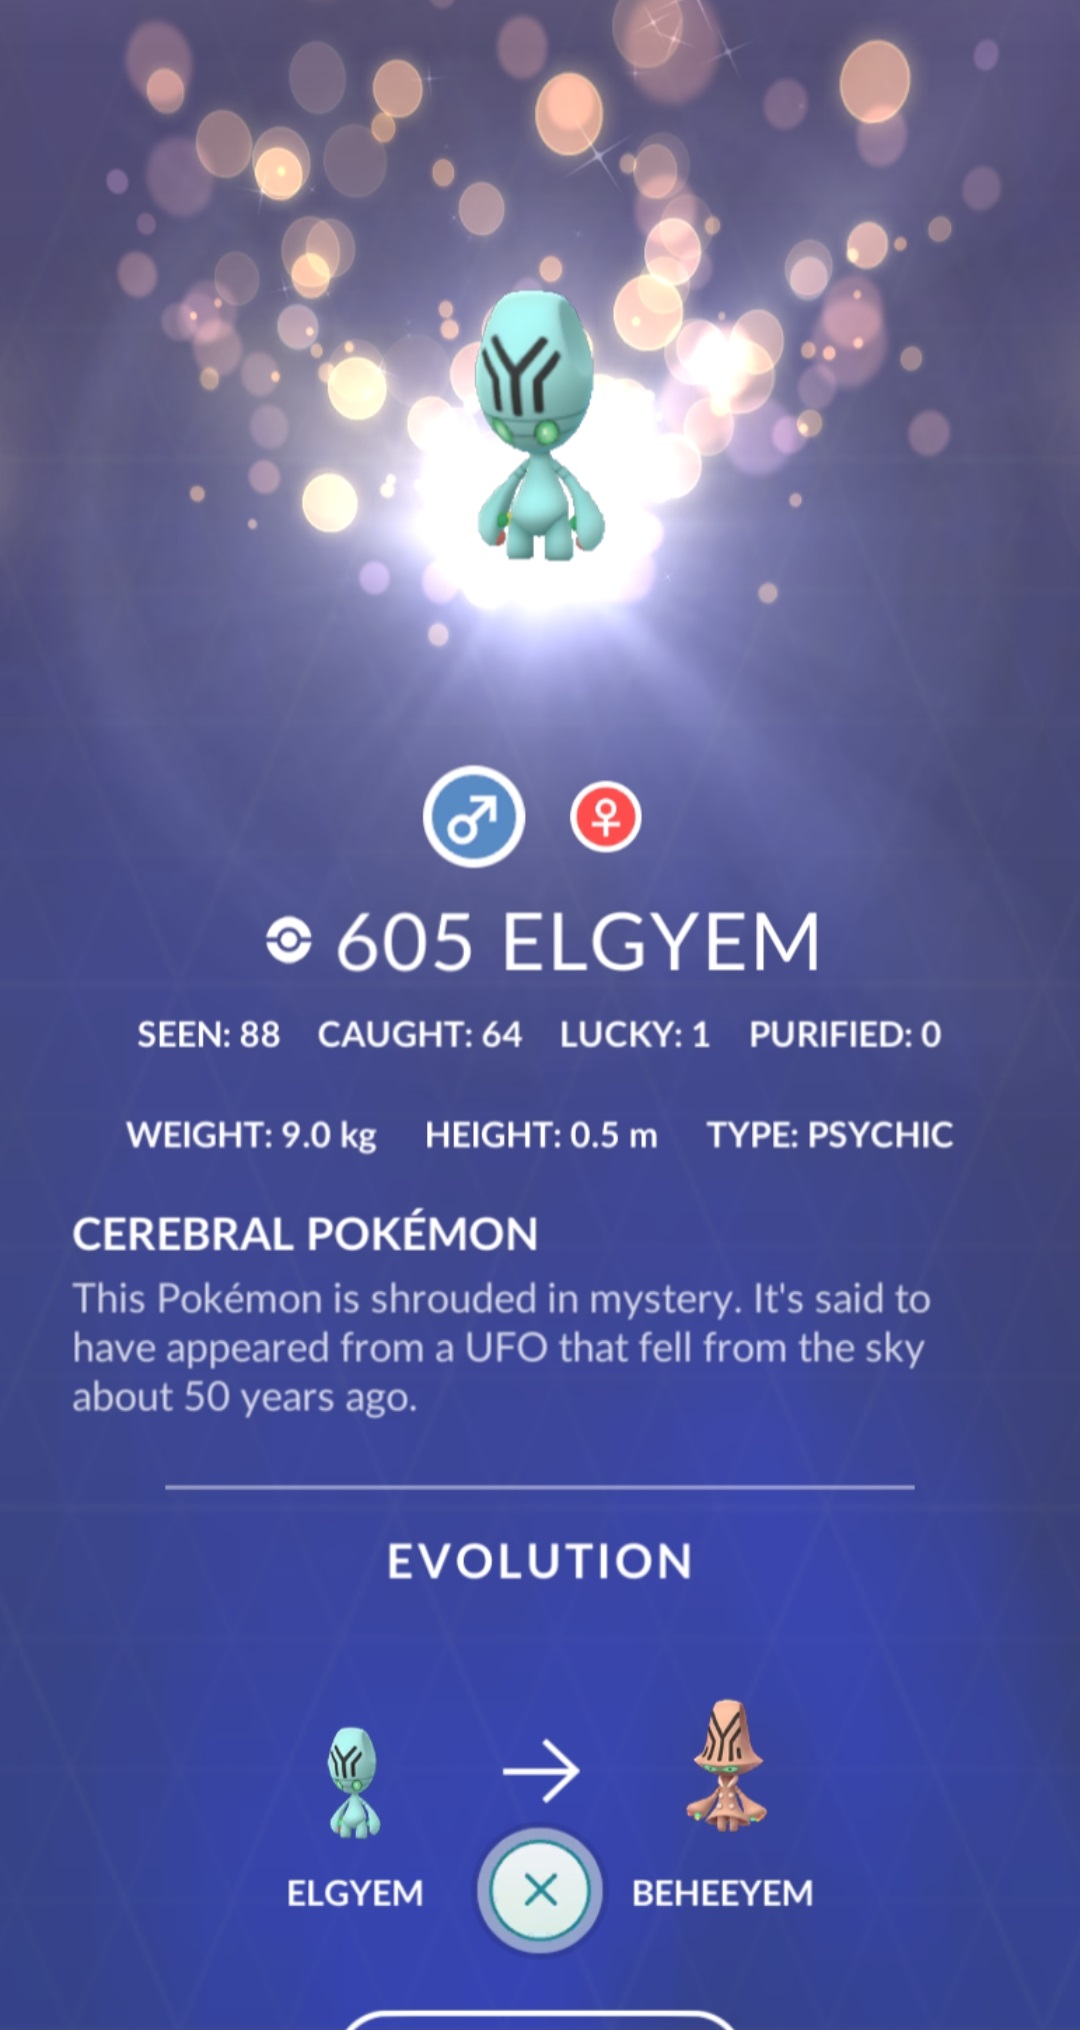 605 ELGYEM
SEEN: 88 CAUGHT: 64 LUCKY: 1 PURIFIED: 0
WEIGHT: 9.0 kg HEIGHT: 0.5 m TYPE: PSYCHIC
CEREBRAL POKÉMON
This Pokémon is shrouded in mystery. It's said to
have appeared from a UFO that fell from the sky
about 50 years ago.
EVOLUTION
ELGYEM BEHEEYEM